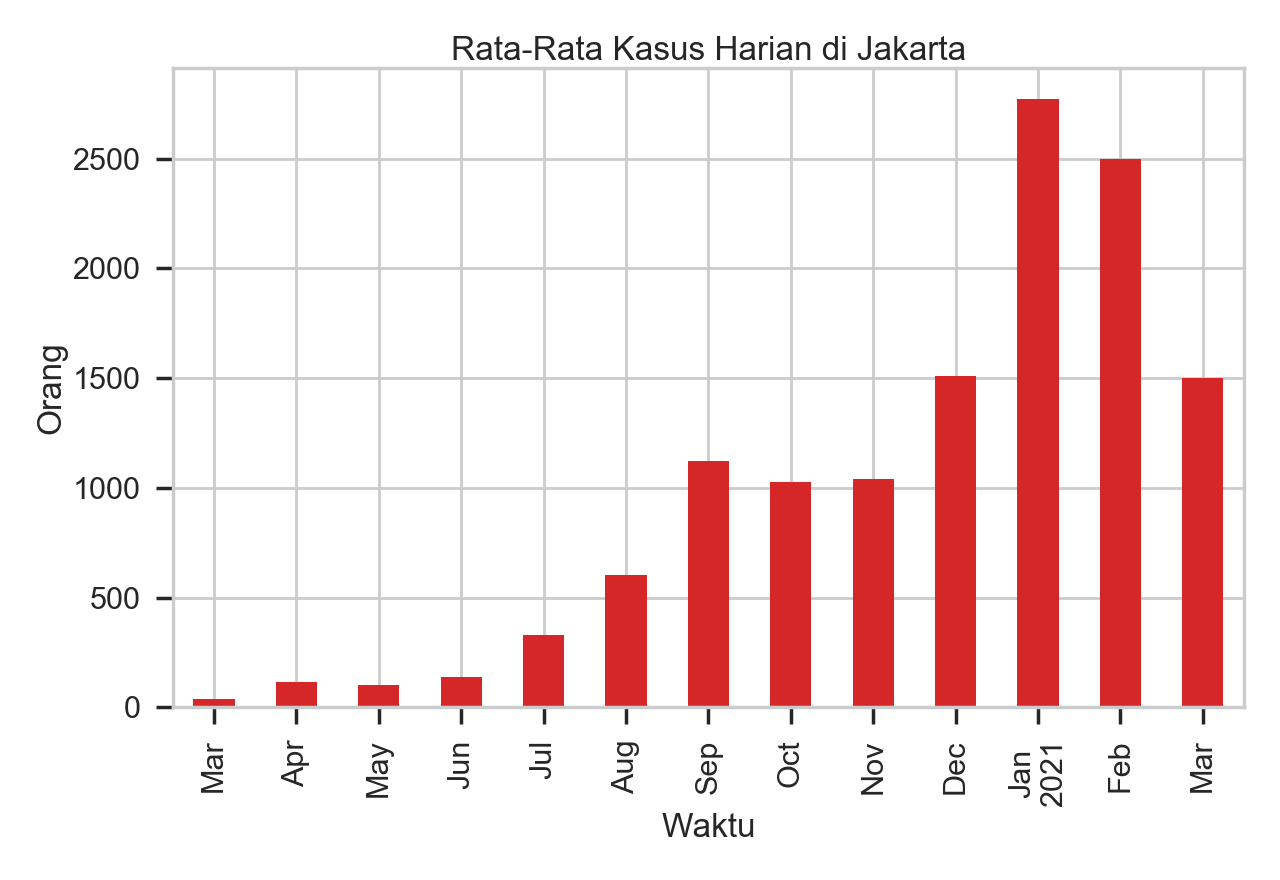 Rata-Rata Kasus Harian di Jakarta
2500
2000
1500
1000
500
0
Orang
Mar
Apr
May
Jun
Jul
Aug
Sep
Oct
Nov
Dec
Jan
2021
Feb
Mar
Waktu